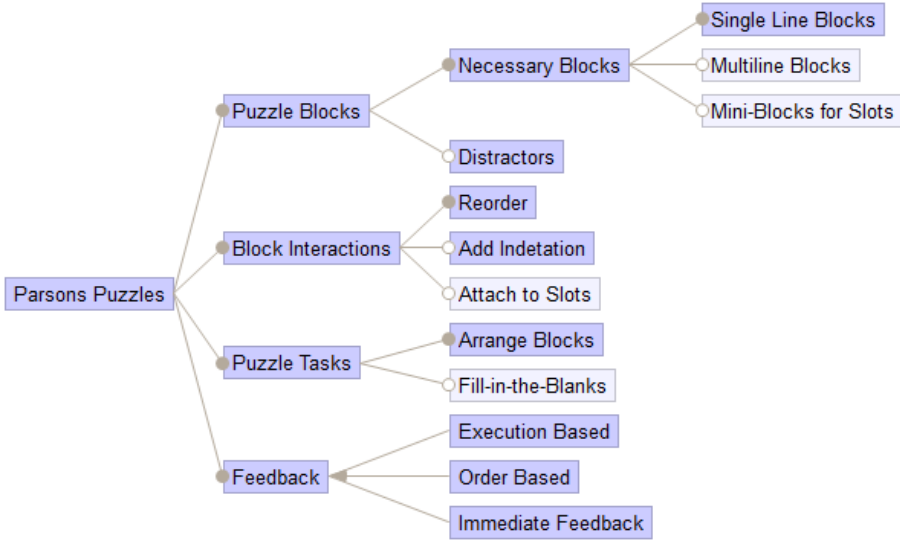 Single Line Blocks
Necessary Blocks
Multiline Blocks
Puzzle Blocks
Mini-Blocks for Slots
Distractors
Reorder
Block Interactions
Add Indetation
Parsons Puzzles
Attach to Slots
Arrange Blocks
Puzzle Tasks
Fill-in-the-Blanks
Execution Based
Feedback
Order Based
Immediate Feedback